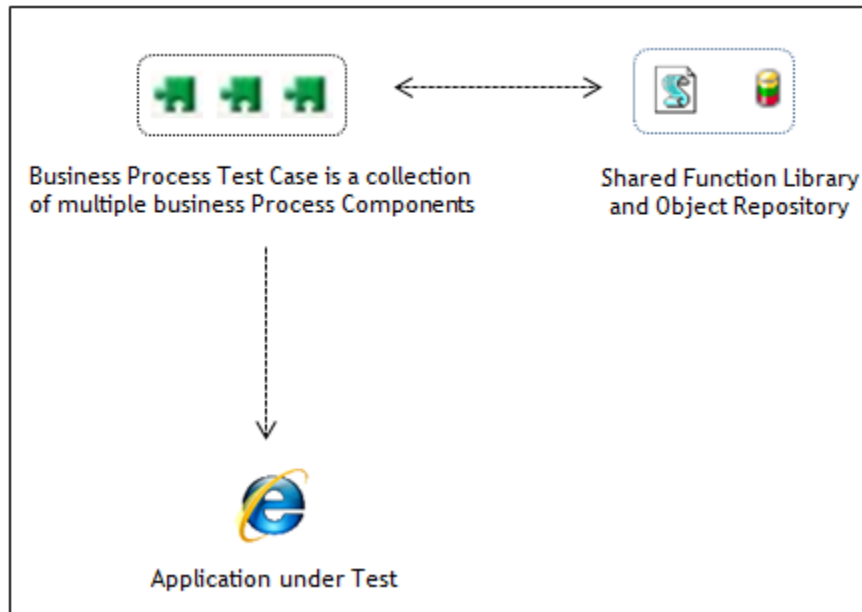 Business Process Test Case is a collection
of multiple business Process Components
Shared Function Library
and Object Repository
Application under Test